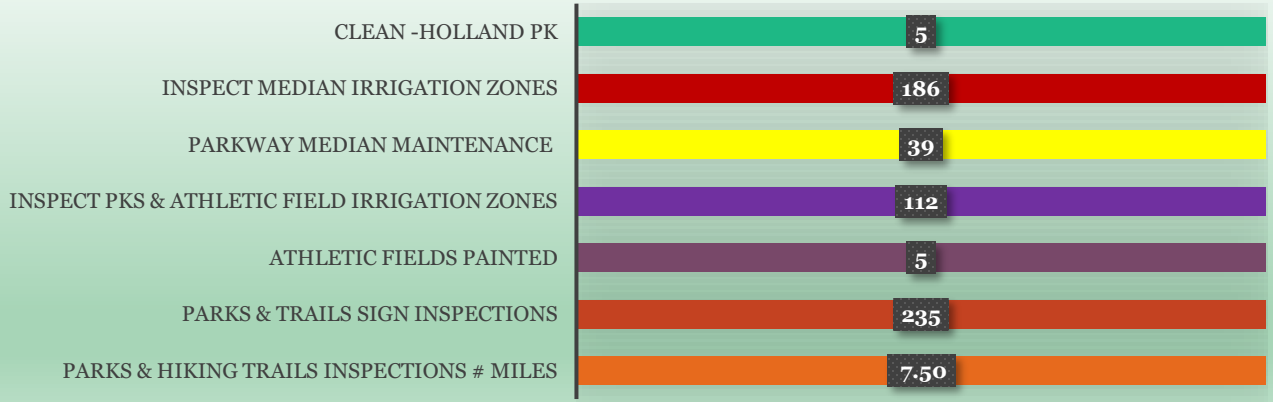 CLEAN -HOLLAND PK 5
INSPECT MEDIAN IRRIGATION ZONES 186
PARKWAY MEDIAN MAINTENANCE 39
INSPECT PKS & ATHLETIC FIELD IRRIGATION ZONES 112
ATHLETIC FIELDS PAINTED 5
PARKS & TRAILS SIGN INSPECTIONS 235
PARKS & HIKING TRAILS INSPECTIONS # MILES 7.50